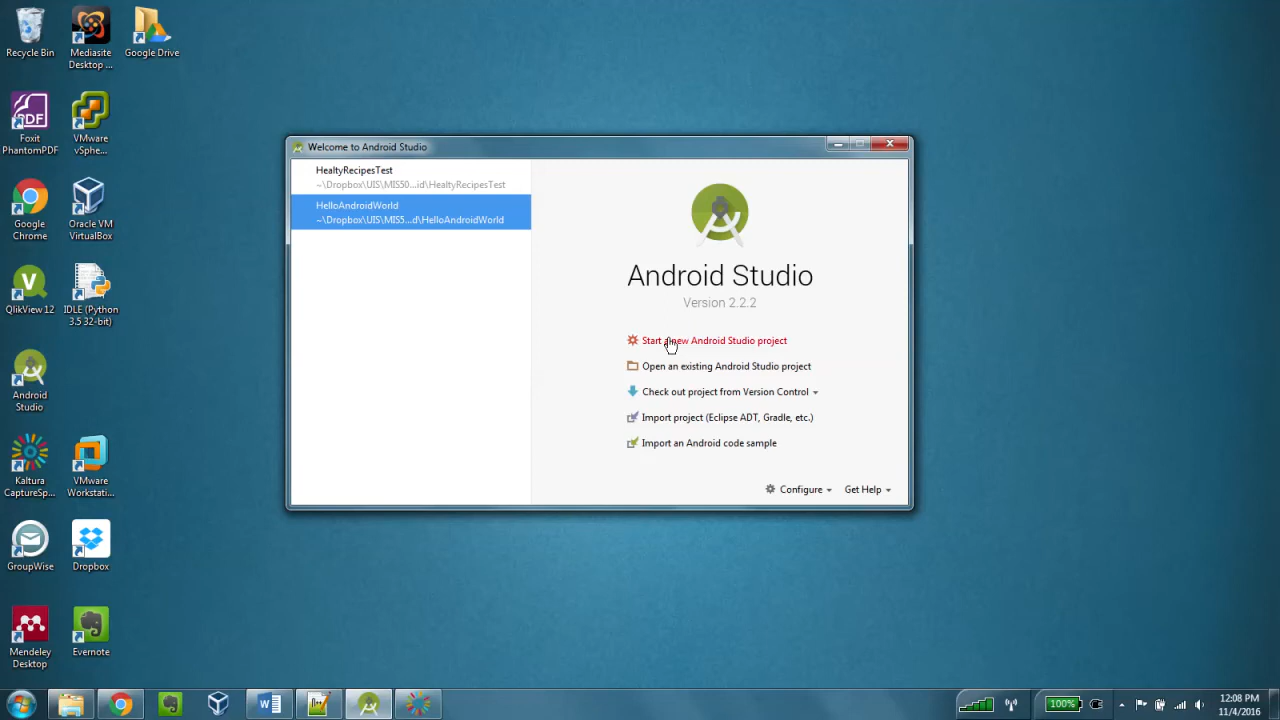 Recycle Bin
Mediasite
Desktop ...
Google Drive
Foxit
PhantomPDF
VMware
vSphe...
Google
Chrome
Oracle VM
VirtualBox
QlikView 12
IDLE (Python
3.5 32-bit)
Android
Studio
Kaltura
CaptureSp...
VMware
Workstati...
GroupWise
Dropbox
Mendeley
Desktop
Evernote
Welcome to Android Studio
HealtyRecipesTest
~\Dropbox\UIS\MIS50...id\HealtyRecipesTest
HelloAndroidWorld
~\Dropbox\UIS\MIS5...d\HelloAndroidWorld
Android Studio
Version 2.2.2
Start a new Android Studio project
Open an existing Android Studio project
Check out project from Version Control
Import project (Eclipse ADT, Gradle, etc.)
Import an Android code sample
Configure
Get Help
100%
12:08 PM
11/4/2016